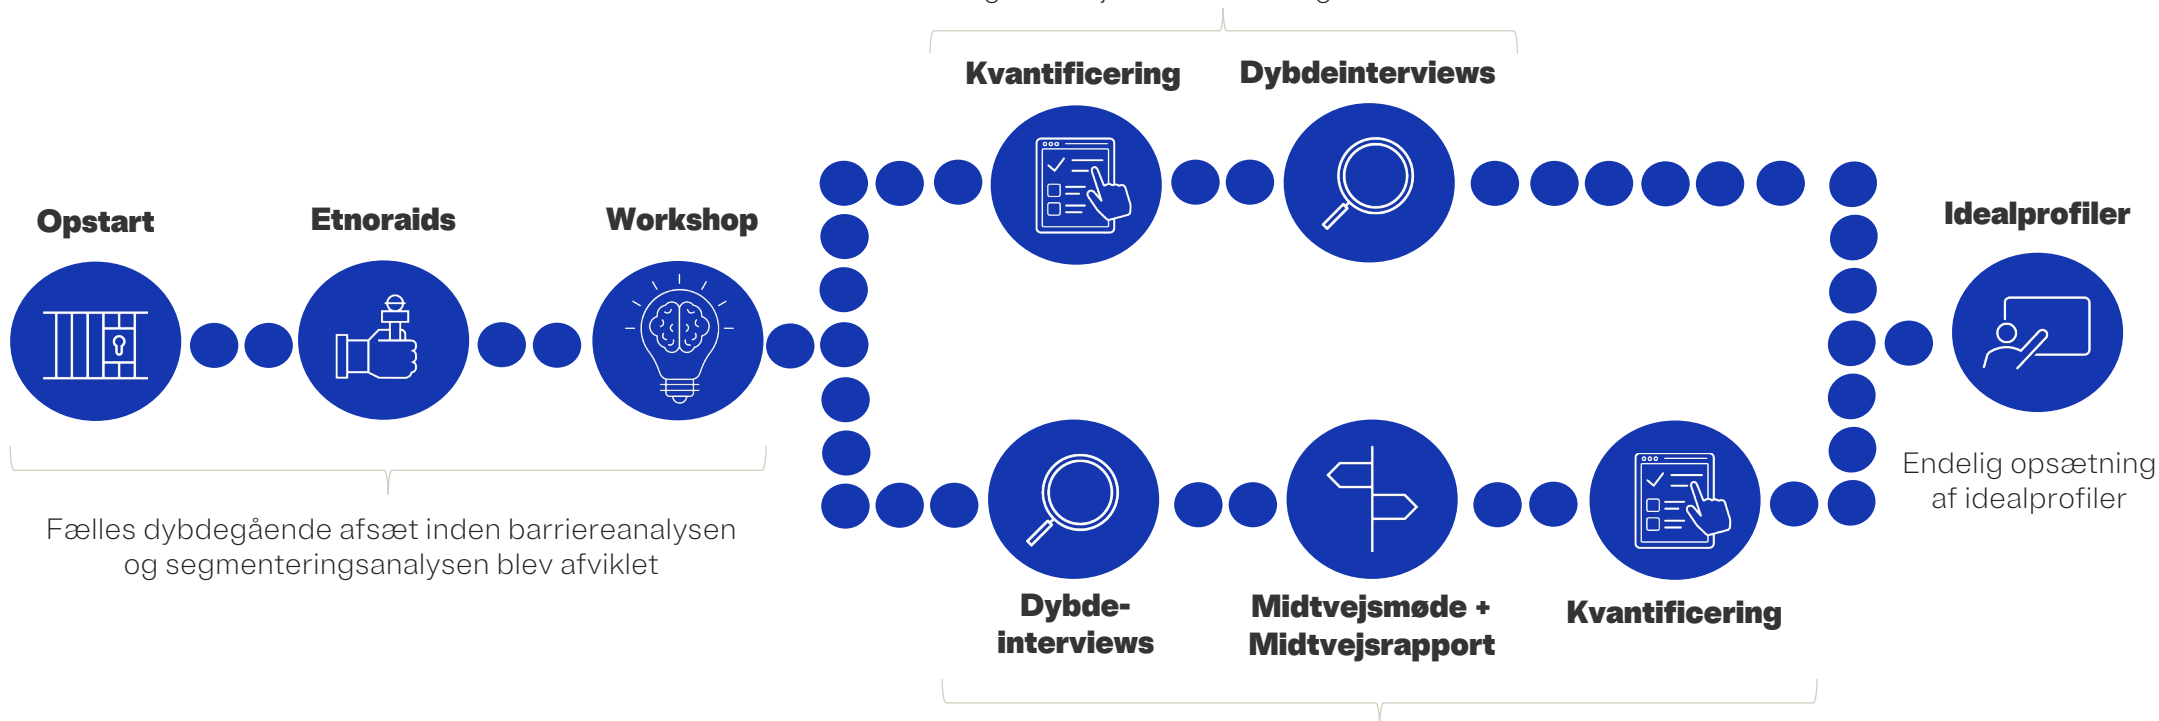 Kvantificering
Dybdeinterviews
Opstart
Etnoraids
Workshop
Idealprofiler
Fælles dybdegående afsæt inden barriereanalysen
og segmenteringsanalysen blev afviklet
Endelig opsætning
af idealprofiler
Dybde-
interviews
Midtvejsmøde +
Midtvejsrapport
Kvantificering